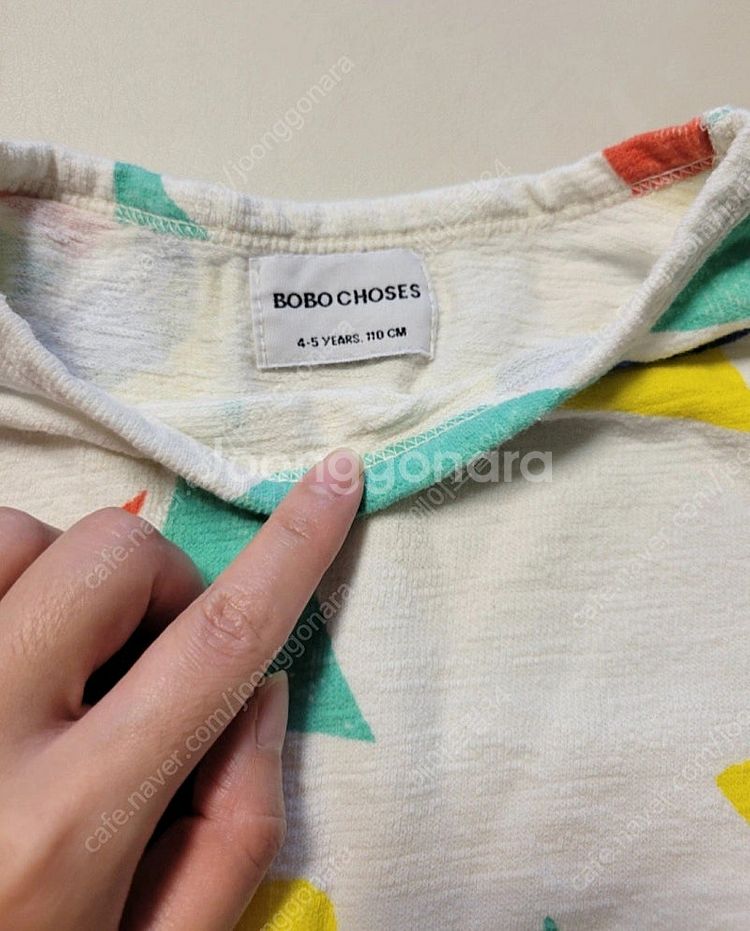 BOBO CHOSES
4-5 YEARS. 110 CM
Joonggonara
cafe.naver.com/joonggonara